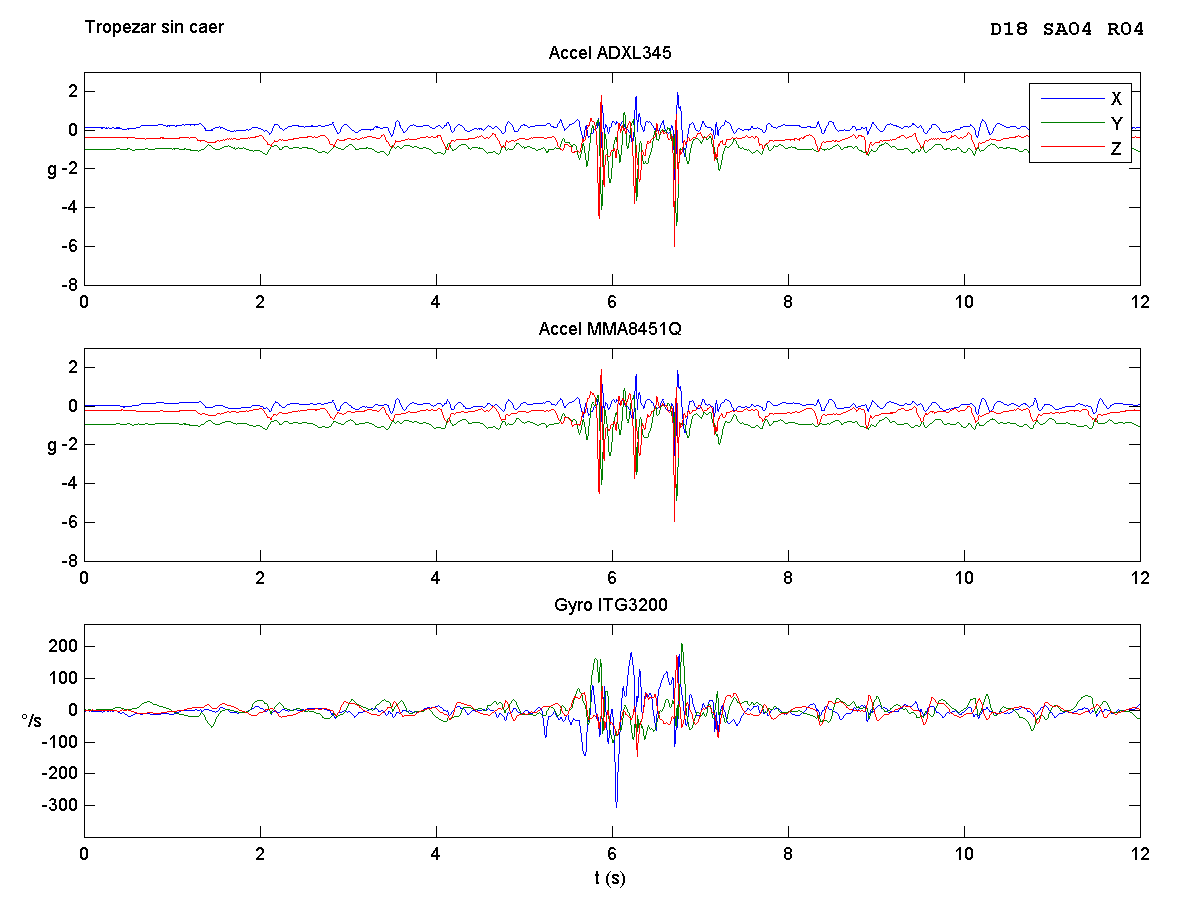 Tropezar sin caer
D18 SA04 R04
Accel ADXL345
2
0
-2
-4
-6
-8
g
X
Y
Z
0 2 4 6 8 10 12
Accel MMA8451Q
2
0
-2
-4
-6
-8
g
0 2 4 6 8 10 12
Gyro ITG3200
200
100
0
-100
-200
-300
°/s
0 2 4 6 8 10 12
t (s)